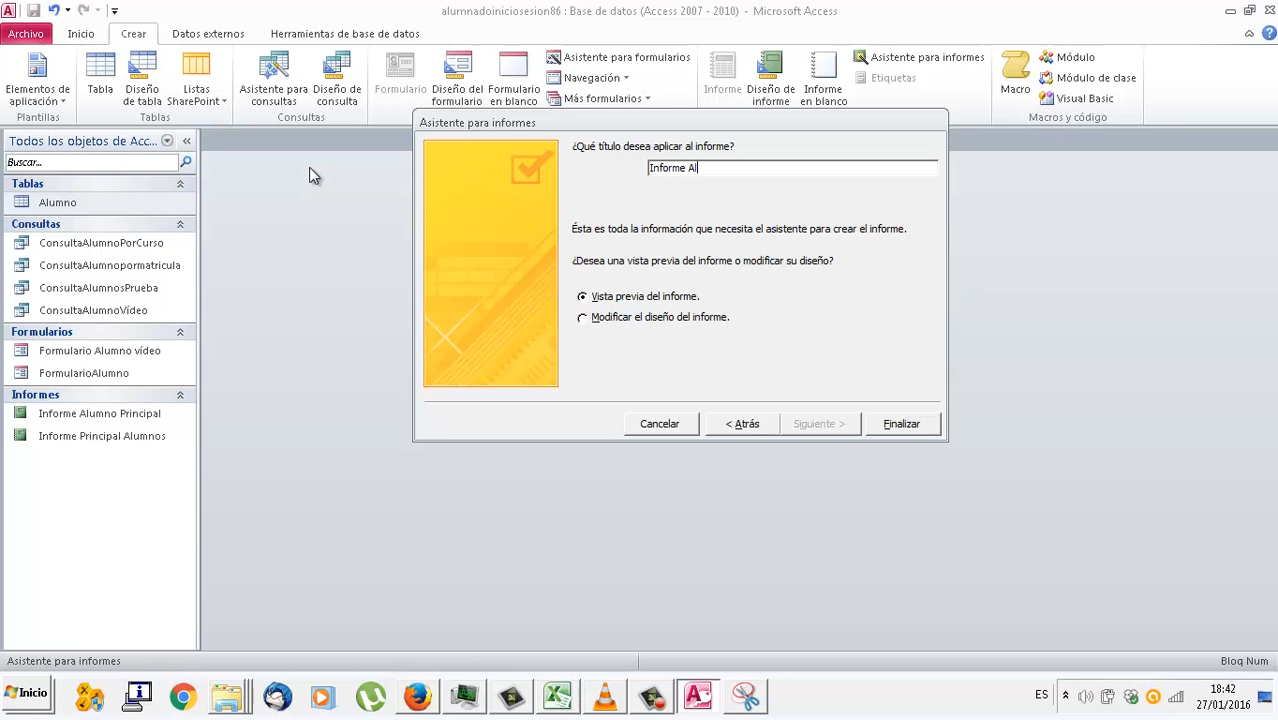 alumnadoiniciosesion86 : Base de datos (Access 2007 - 2010) - Microsoft Access
Archivo Inicio Crear Datos externos Herramientas de base de datos
Elementos de aplicación
Tabla
Diseño de tabla
Listas SharePoint
Asistente para consultas
Diseño de consulta
Formulario
Diseño del formulario
Formulario en blanco
Asistente para formularios
Navegación
Más formularios
Informe
Diseño de informe
Informe en blanco
Asistente para informes
Etiquetas
Macro
Módulo
Módulo de clase
Visual Basic
Plantillas Tablas Consultas Macros y código
Todos los objetos de Acc...
Buscar...
Tablas
Alumno
Consultas
ConsultaAlumnoPorCurso
ConsultaAlumnopormatricula
ConsultaAlumnosPrueba
ConsultaAlumnoVídeo
Formularios
Formulario Alumno vídeo
FormularioAlumno
Informes
Informe Alumno Principal
Informe Principal Alumnos
Asistente para informes
¿Qué título desea aplicar al informe?
Informe Al
Ésta es toda la información que necesita el asistente para crear el informe.
¿Desea una vista previa del informe o modificar su diseño?
Vista previa del informe.
Modificar el diseño del informe.
Cancelar < Atrás Siguiente > Finalizar
Asistente para informes Bloq Num
Inicio ES 18:42
27/01/2016